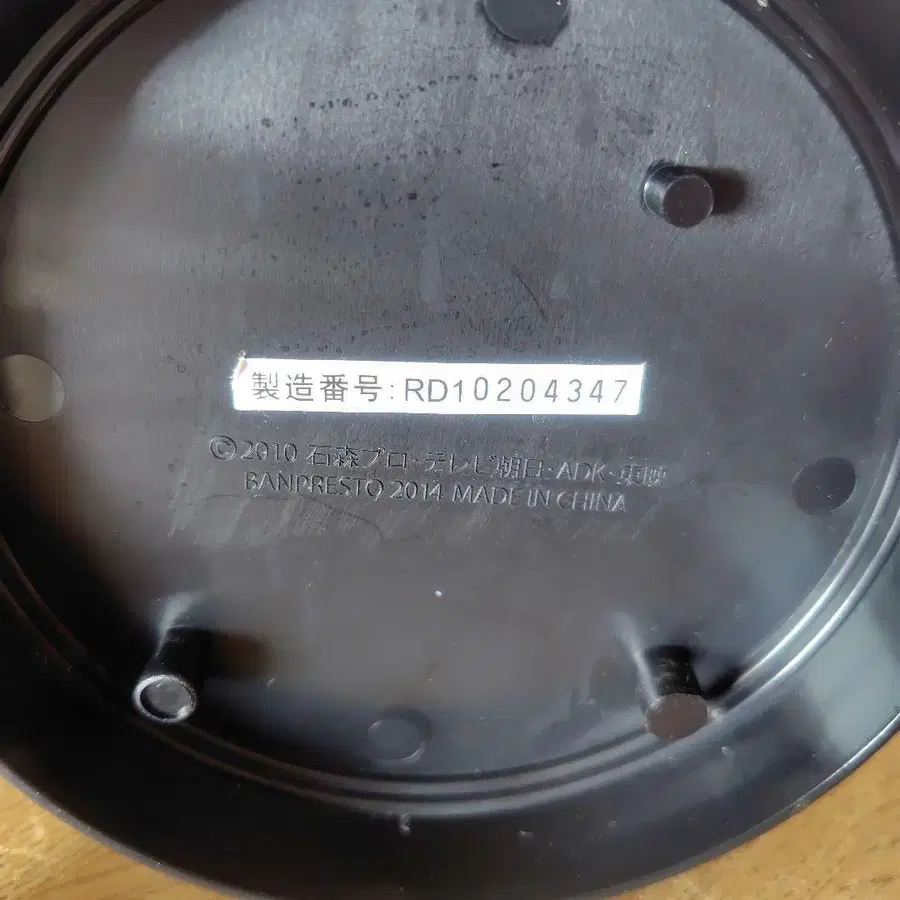 製造番号:RD10204347
©2010 石森プロ・テレビ朝日・ADK・東映
BANPRESTO 2014 MADE IN CHINA